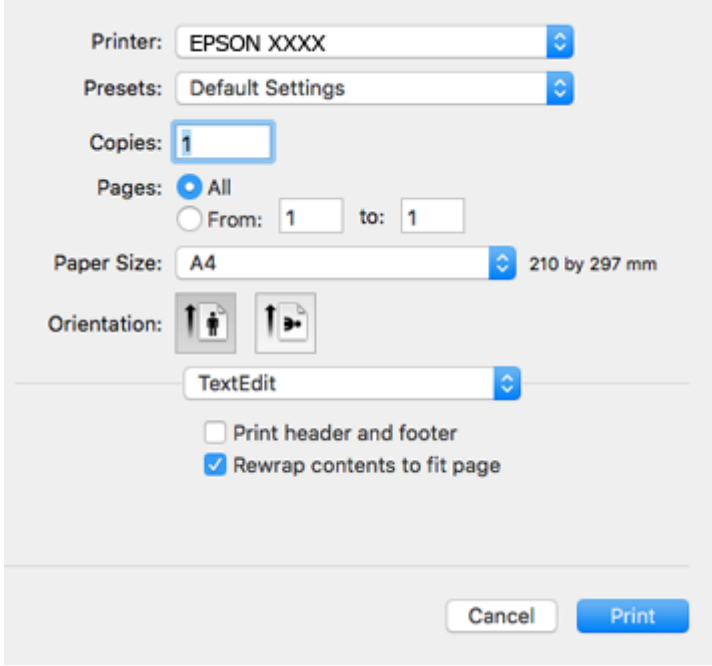 Printer: EPSON XXXX
Presets: Default Settings
Copies: 1
Pages: All
From: 1 to: 1
Paper Size: A4 210 by 297 mm
Orientation:
TextEdit
Print header and footer
Rewrap contents to fit page
Cancel Print